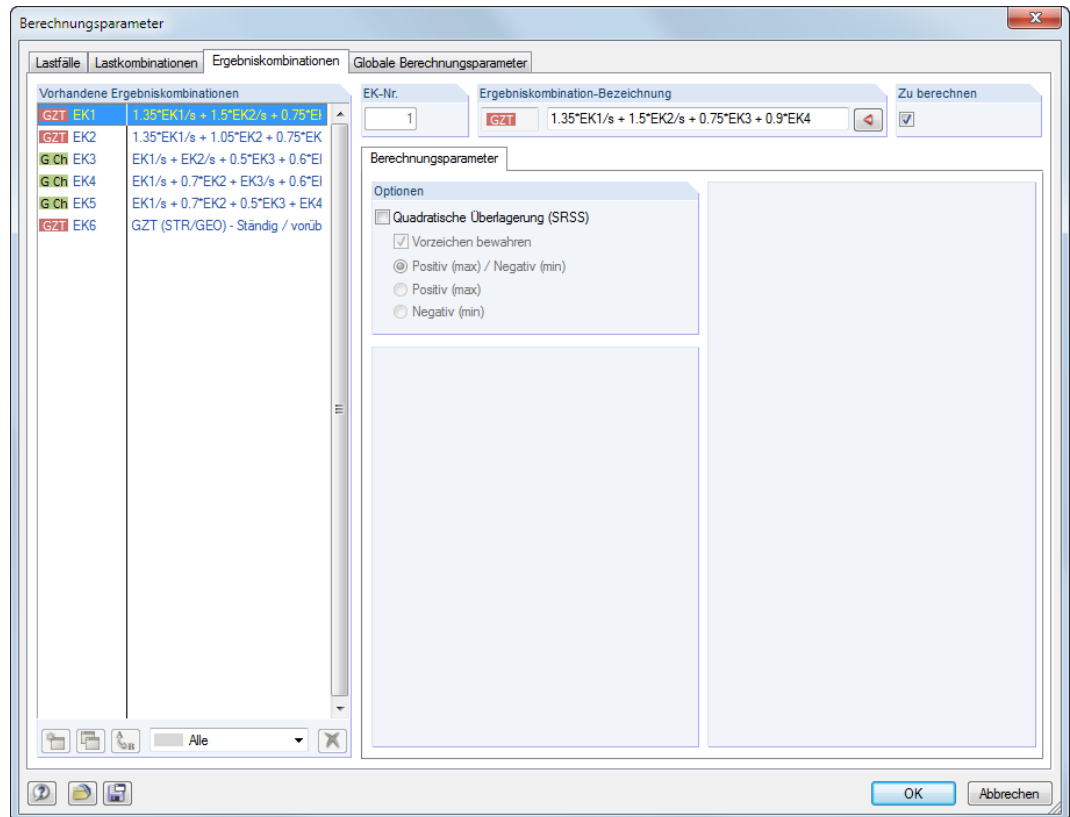 Berechnungsparameter
Lastfälle Lastkombinationen Ergebniskombinationen Globale Berechnungsparameter
Vorhandene Ergebniskombinationen
GZT EK1 1.35*EK1/s + 1.5*EK2/s + 0.75*EI
GZT EK2 1.35*EK1/s + 1.05*EK2 + 0.75*EK
G Ch EK3 EK1/s + EK2/s + 0.5*EK3 + 0.6*EI
G Ch EK4 EK1/s + 0.7*EK2 + EK3/s + 0.6*EI
G Ch EK5 EK1/s + 0.7*EK2 + 0.5*EK3 + EK4
GZT EK6 GZT (STR/GEO) - Ständig / vorüb
Alle
EK-Nr.
1
Ergebniskombination-Bezeichnung
GZT 1.35*EK1/s + 1.5*EK2/s + 0.75*EK3 + 0.9*EK4
Zu berechnen
Berechnungsparameter
Optionen
Quadratische Überlagerung (SRSS)
Vorzeichen bewahren
Positiv (max) / Negativ (min)
Positiv (max)
Negativ (min)
OK Abbrechen